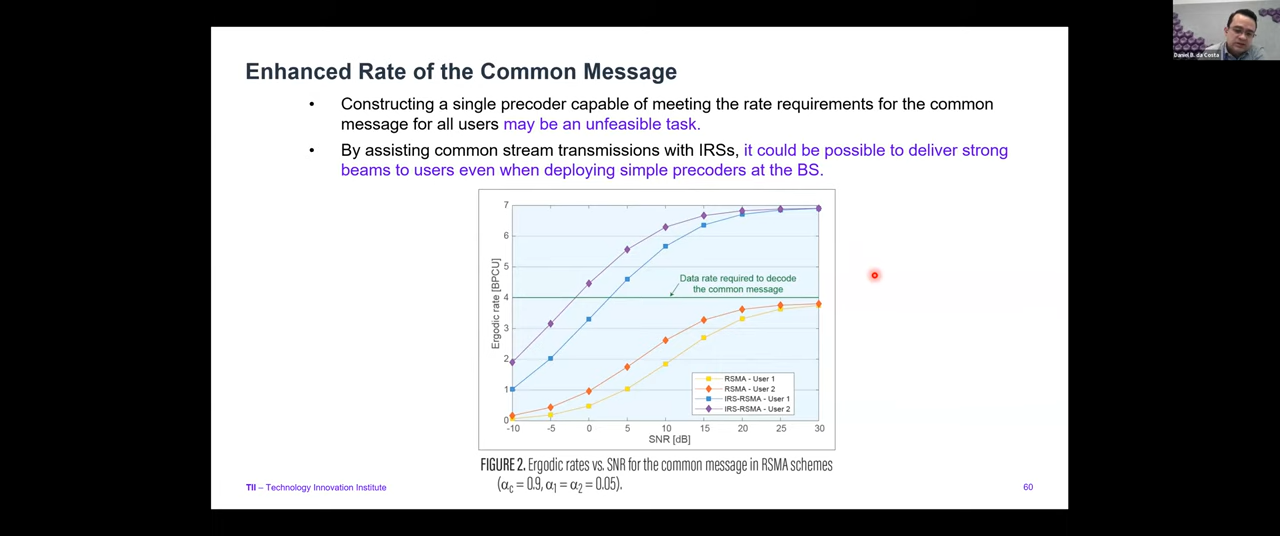 Daniel B. da Costa
Enhanced Rate of the Common Message
• Constructing a single precoder capable of meeting the rate requirements for the common
message for all users may be an unfeasible task.
• By assisting common stream transmissions with IRSs, it could be possible to deliver strong
beams to users even when deploying simple precoders at the BS.
7
6
5
4
3
2
1
0
Ergodic rate [BPCU]
Data rate required to decode
the common message
RSMA - User 1
RSMA - User 2
IRS-RSMA - User 1
IRS-RSMA - User 2
-10 -5 0 5 10 15 20 25 30
SNR [dB]
FIGURE 2. Ergodic rates vs. SNR for the common message in RSMA schemes
(αc = 0.9, α1 = α2 = 0.05).
TII – Technology Innovation Institute
60